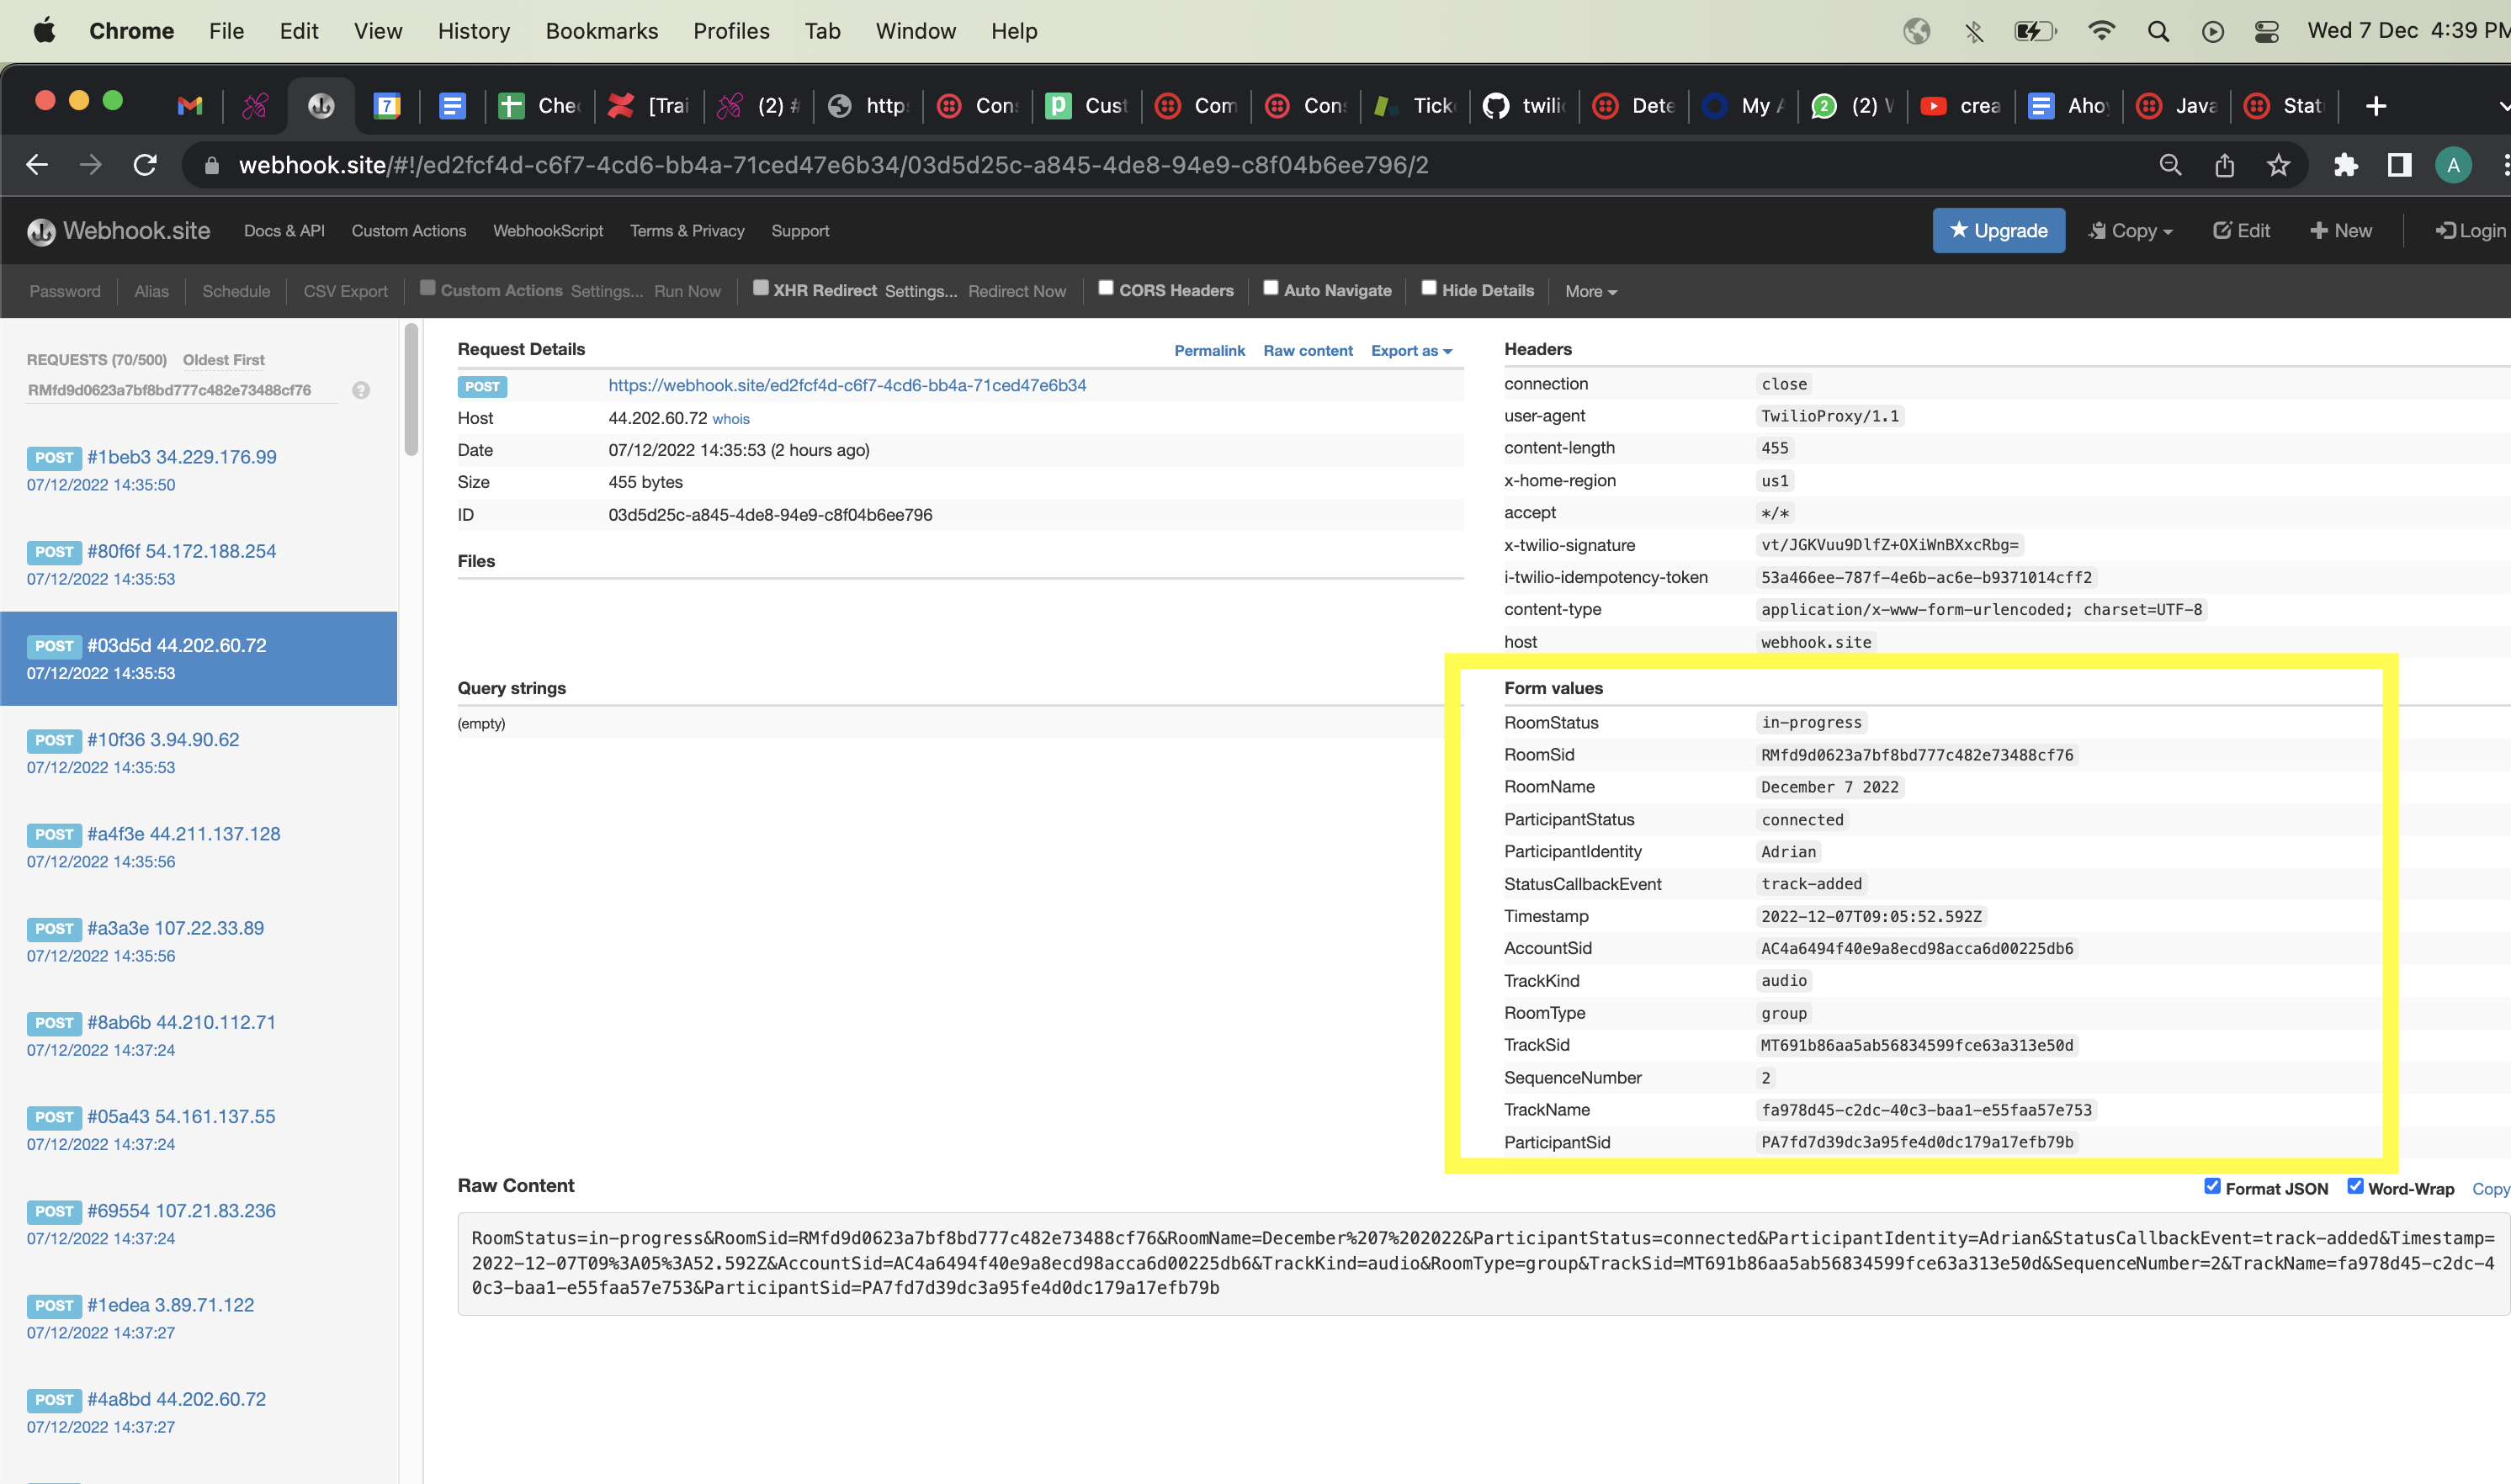 Chrome File Edit View History Bookmarks Profiles Tab Window Help Wed 7 Dec 4:39 PM
7 Chec [Trai (2) # http: Con: Cust Com Con: Tick twili Dete My A 2 (2) W crea Aho Java Stat
webhook.site/#!/ed2fcf4d-c6f7-4cd6-bb4a-71ced47e6b34/03d5d25c-a845-4de8-94e9-c8f04b6ee796/2 A
Webhook.site Docs & API Custom Actions WebhookScript Terms & Privacy Support Upgrade Copy Edit New Login
Password Alias Schedule CSV Export Custom Actions Settings... Run Now XHR Redirect Settings... Redirect Now CORS Headers Auto Navigate Hide Details More
REQUESTS (70/500) Oldest First
RMfd9d0623a7bf8bd777c482e73488cf76 ?
POST #1beb3 34.229.176.99
07/12/2022 14:35:50
POST #80f6f 54.172.188.254
07/12/2022 14:35:53
POST #03d5d 44.202.60.72
07/12/2022 14:35:53
POST #10f36 3.94.90.62
07/12/2022 14:35:53
POST #a4f3e 44.211.137.128
07/12/2022 14:35:56
POST #a3a3e 107.22.33.89
07/12/2022 14:35:56
POST #8ab6b 44.210.112.71
07/12/2022 14:37:24
POST #05a43 54.161.137.55
07/12/2022 14:37:24
POST #69554 107.21.83.236
07/12/2022 14:37:24
POST #1edea 3.89.71.122
07/12/2022 14:37:27
POST #4a8bd 44.202.60.72
07/12/2022 14:37:27
Request Details Permalink Raw content Export as
POST https://webhook.site/ed2fcf4d-c6f7-4cd6-bb4a-71ced47e6b34
Host 44.202.60.72 whois
Date 07/12/2022 14:35:53 (2 hours ago)
Size 455 bytes
ID 03d5d25c-a845-4de8-94e9-c8f04b6ee796
Files
Query strings
(empty)
Headers
connection close
user-agent TwilioProxy/1.1
content-length 455
x-home-region us1
accept */*
x-twilio-signature vt/JGKVuu9DlfZ+OXiWnBXxcRbg=
i-twilio-idempotency-token 53a466ee-787f-4e6b-ac6e-b9371014cff2
content-type application/x-www-form-urlencoded; charset=UTF-8
host webhook.site
Form values
RoomStatus in-progress
RoomSid RMfd9d0623a7bf8bd777c482e73488cf76
RoomName December 7 2022
ParticipantStatus connected
ParticipantIdentity Adrian
StatusCallbackEvent track-added
Timestamp 2022-12-07T09:05:52.592Z
AccountSid AC4a6494f40e9a8ecd98acca6d00225db6
TrackKind audio
RoomType group
TrackSid MT691b86aa5ab56834599fce63a313e50d
SequenceNumber 2
TrackName fa978d45-c2dc-40c3-baa1-e55faa57e753
ParticipantSid PA7fd7d39dc3a95fe4d0dc179a17efb79b
Raw Content Format JSON Word-Wrap Copy
RoomStatus=in-progress&RoomSid=RMfd9d0623a7bf8bd777c482e73488cf76&RoomName=December%207%202022&ParticipantStatus=connected&ParticipantIdentity=Adrian&StatusCallbackEvent=track-added&Timestamp=
2022-12-07T09%3A05%3A52.592Z&AccountSid=AC4a6494f40e9a8ecd98acca6d00225db6&TrackKind=audio&RoomType=group&TrackSid=MT691b86aa5ab56834599fce63a313e50d&SequenceNumber=2&TrackName=fa978d45-c2dc-4
0c3-baa1-e55faa57e753&ParticipantSid=PA7fd7d39dc3a95fe4d0dc179a17efb79b